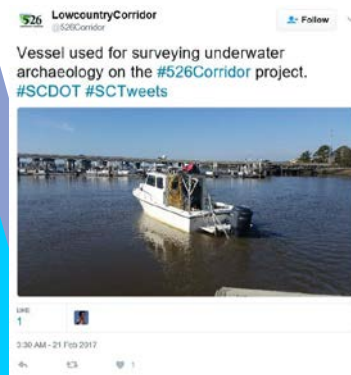 526
LowcountryCorridor
@526Corridor
Follow
Vessel used for surveying underwater
archaeology on the #526Corridor project.
#SCDOT #SCTweets
LIKE
1
3:30 AM - 21 Feb 2017
1